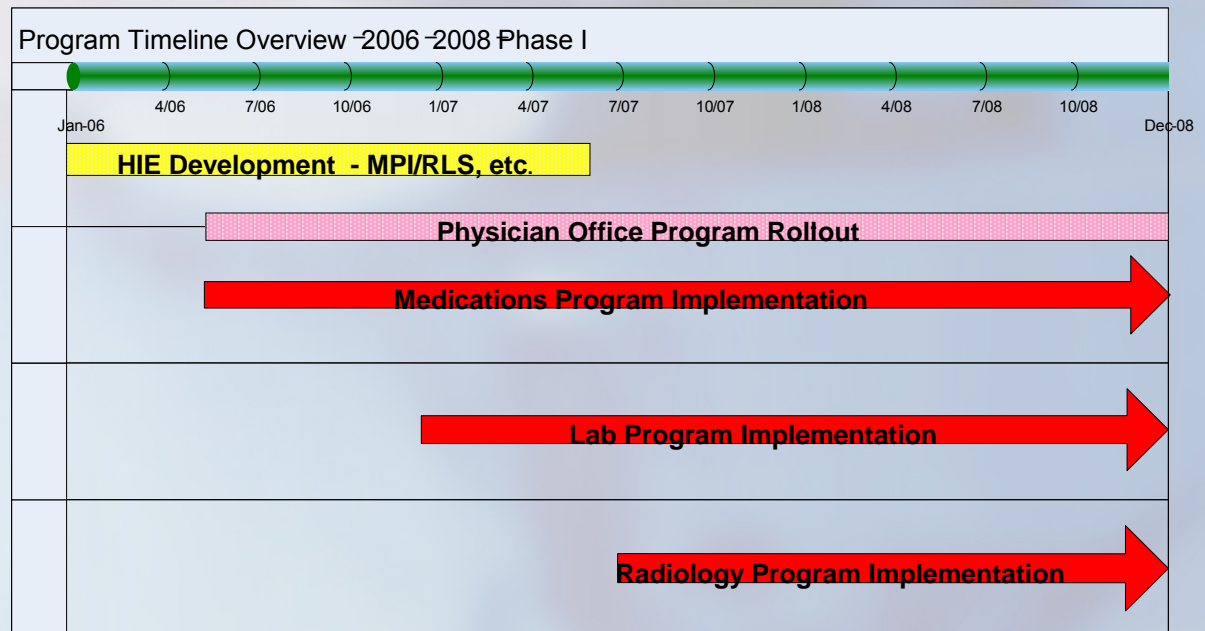 Program Timeline Overview –2006 –2008 Phase I
4/06 7/06 10/06 1/07 4/07 7/07 10/07 1/08 4/08 7/08 10/08
Jan-06 Dec-08
HIE Development - MPI/RLS, etc.
Physician Office Program Rollout
Medications Program Implementation
Lab Program Implementation
Radiology Program Implementation